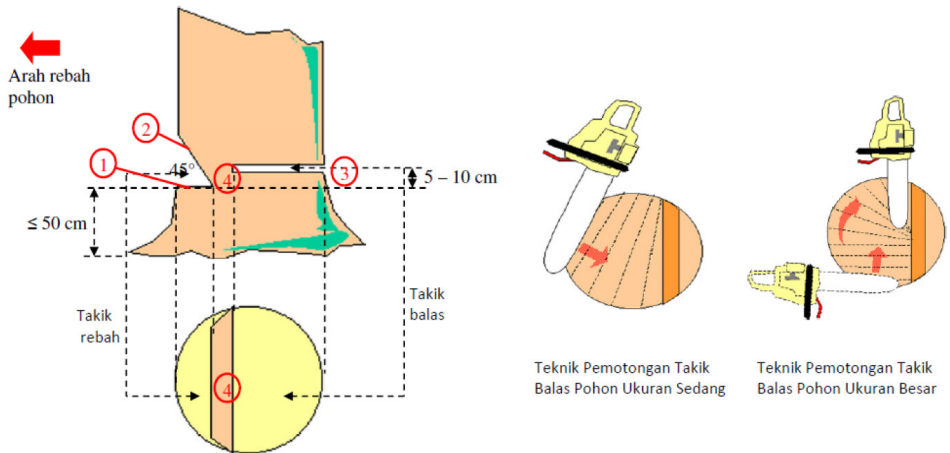 Arah rebah
pohon
2
1
45°
4
3
5 – 10 cm
≤ 50 cm
Takik
rebah
Takik
balas
4
Teknik Pemotongan Takik
Balas Pohon Ukuran Sedang
Teknik Pemotongan Takik
Balas Pohon Ukuran Besar